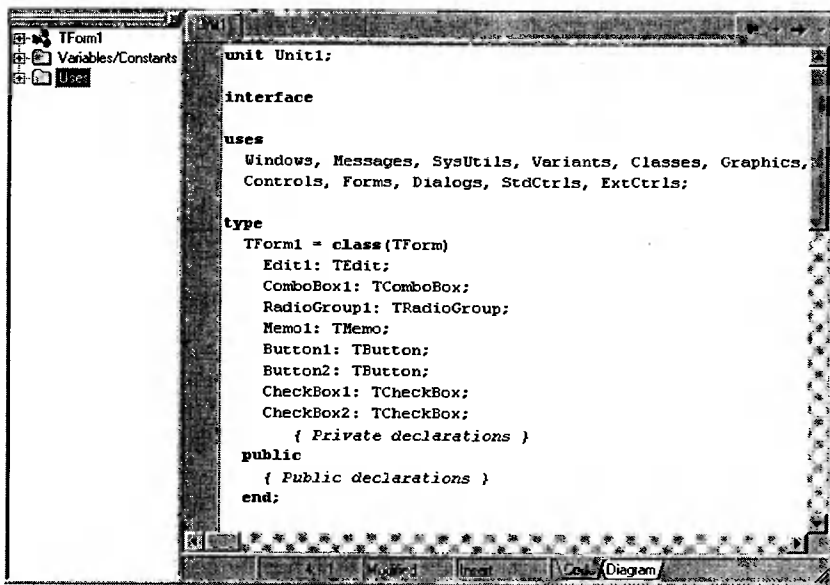 TForm1
Variables/Constants
Uses
Unit1
unit Unit1;
interface
uses
Windows, Messages, SysUtils, Variants, Classes, Graphics,
Controls, Forms, Dialogs, StdCtrls, ExtCtrls;
type
TForm1 = class(TForm)
Edit1: TEdit;
ComboBox1: TComboBox;
RadioGroup1: TRadioGroup;
Memo1: TMemo;
Button1: TButton;
Button2: TButton;
CheckBox1: TCheckBox;
CheckBox2: TCheckBox;
{ Private declarations }
public
{ Public declarations }
end;
Modified Insert Code Diagram